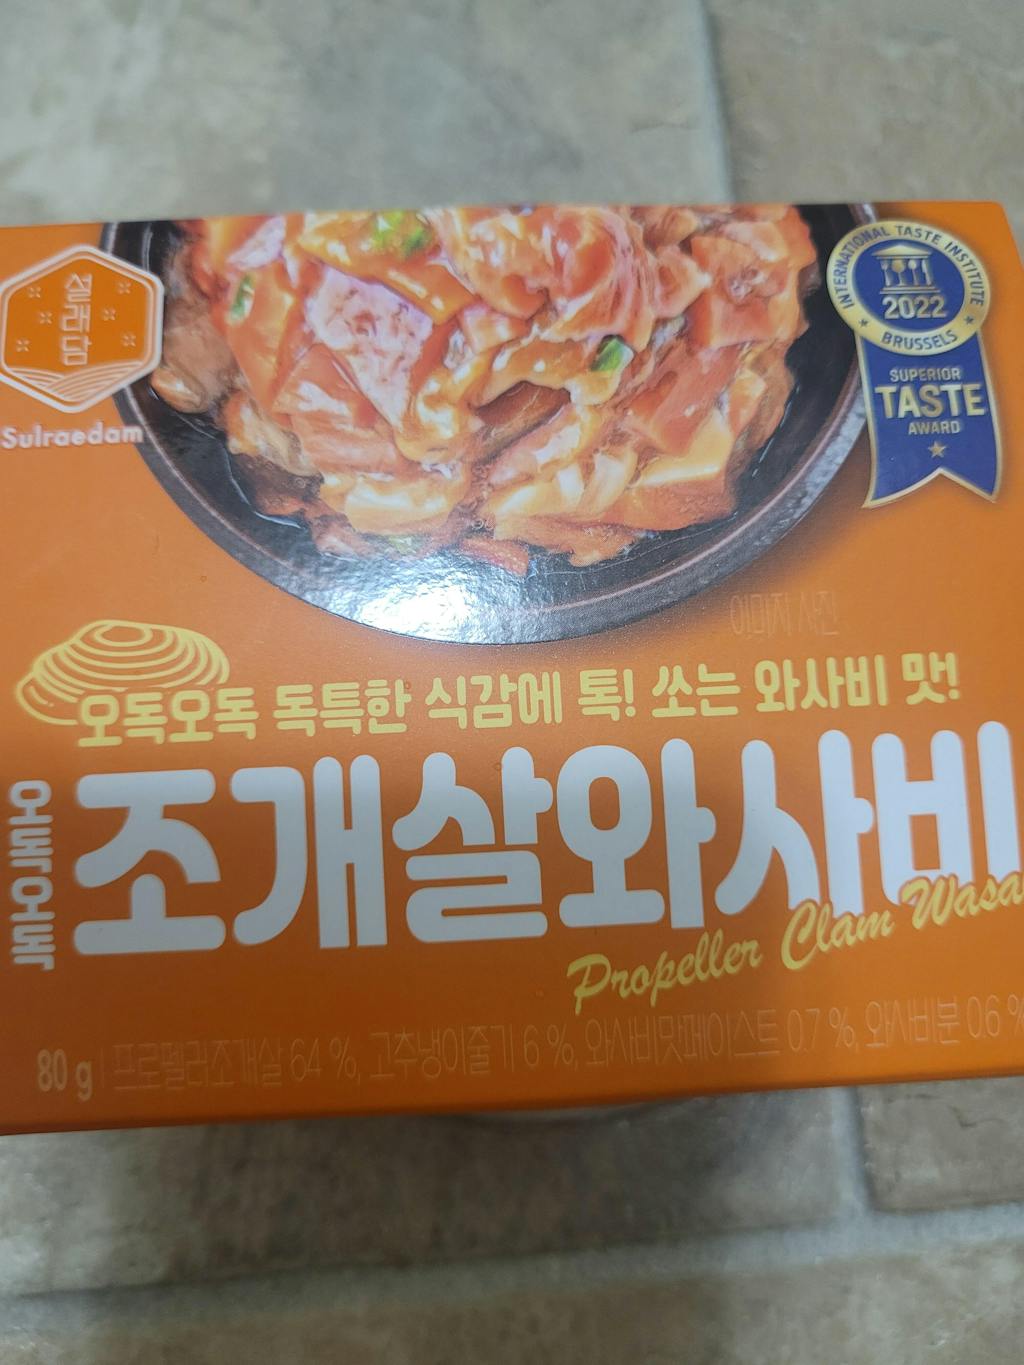 설래담
Sulraedam
INTERNATIONAL TASTE INSTITUTE
2022
★ BRUSSELS ★
SUPERIOR
TASTE
AWARD
이미지 사진
오독오독 독특한 식감에 톡! 쏘는 와사비 맛!
오독오독
조개살와사비
Propeller Clam Wasa
80 g | 프로펠러조개살 64 %, 고추냉이줄기 6 %, 와사비맛페이스트 0.7 %, 와사비분 0.6 %